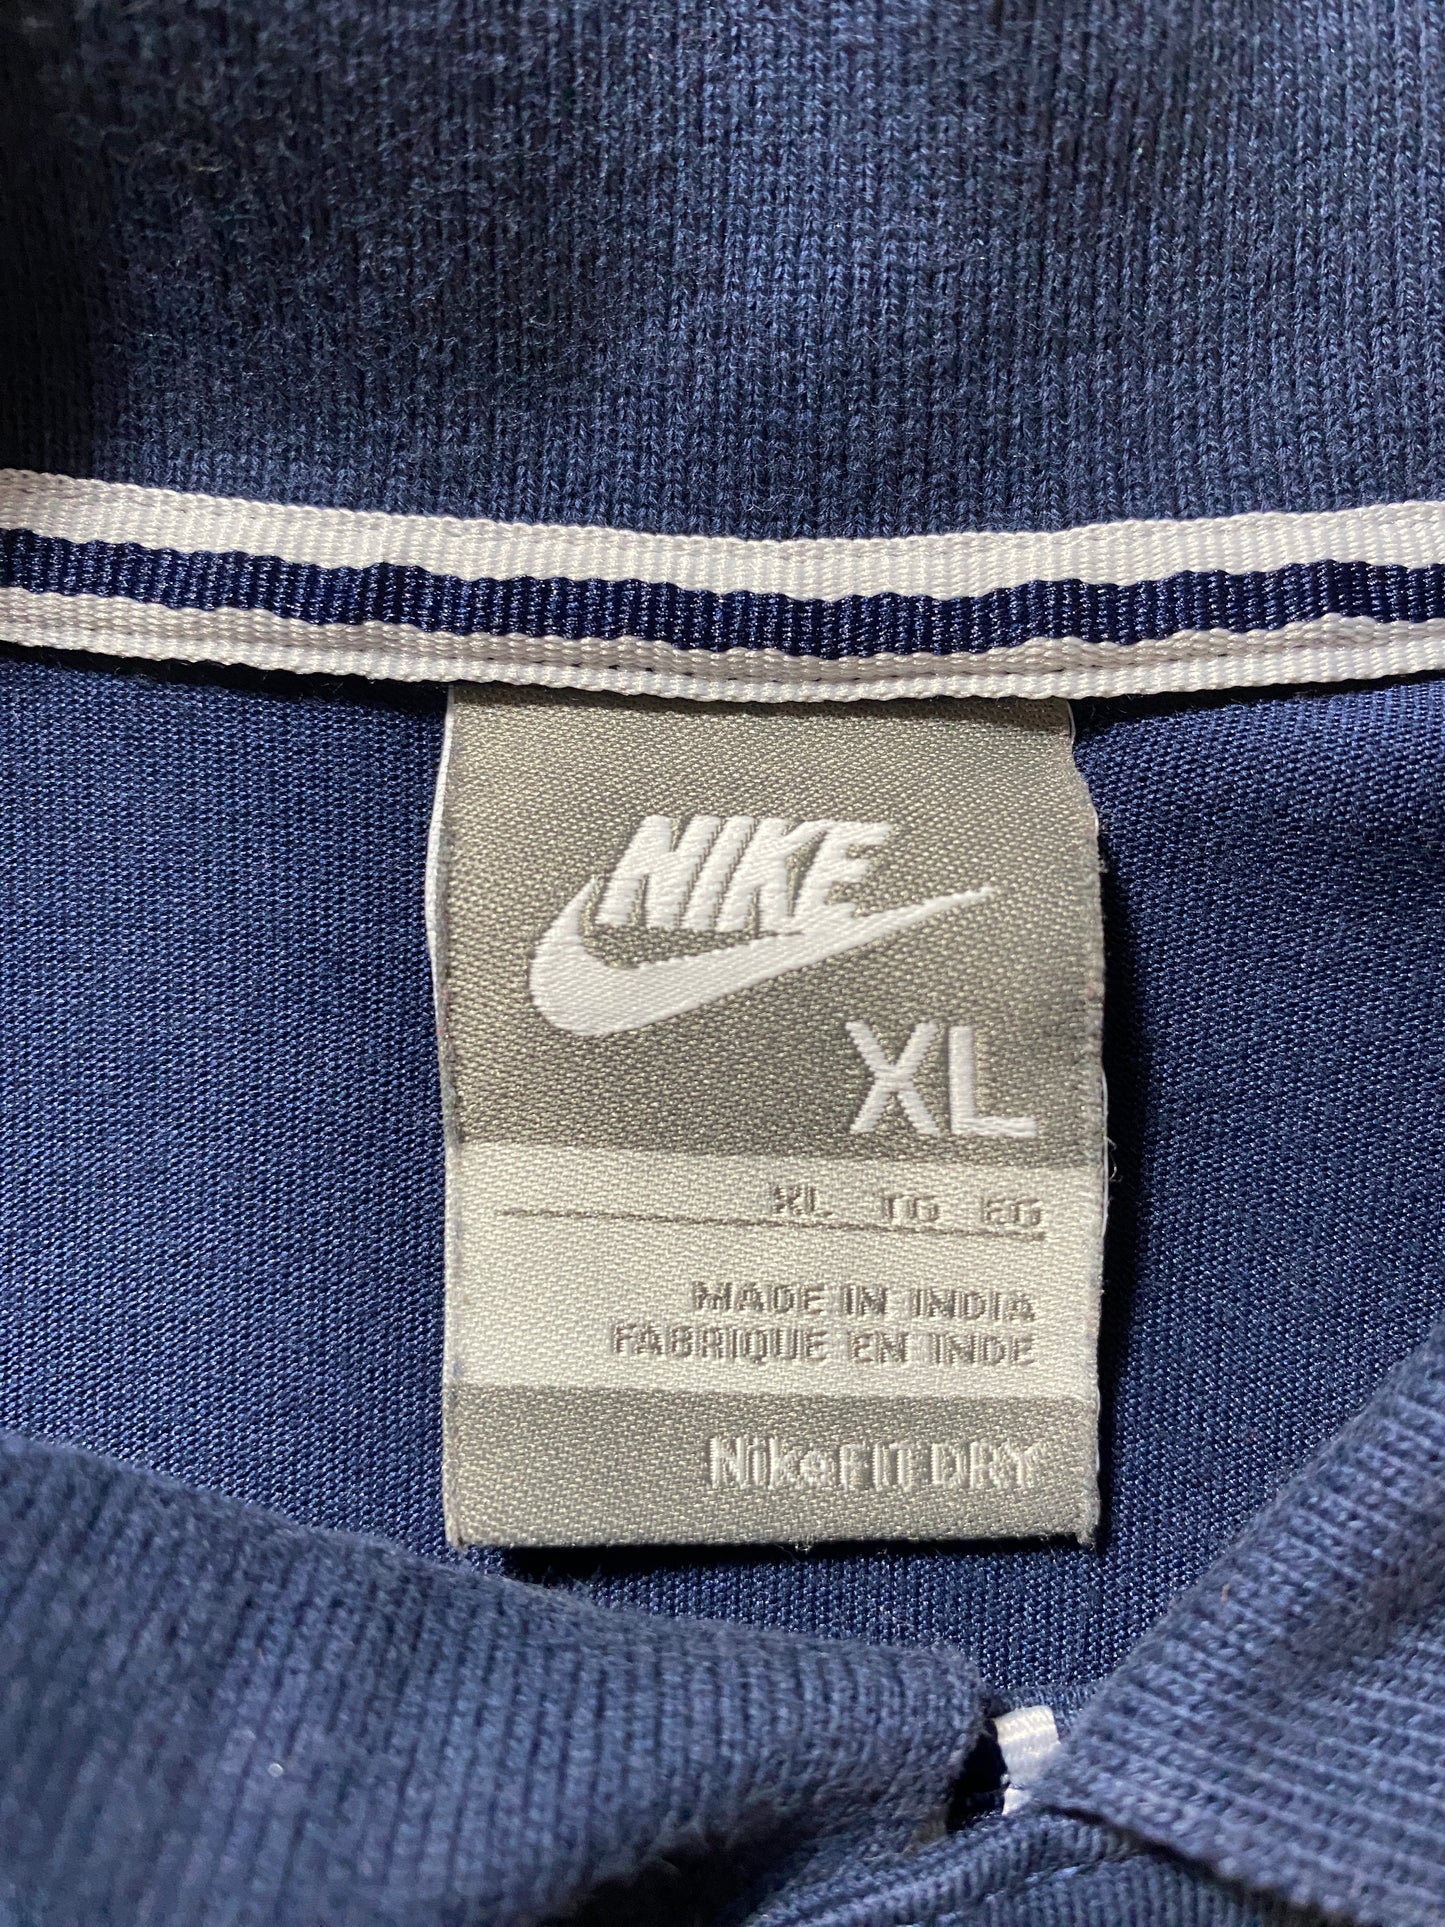 NIKE
XL
XL TG EG
MADE IN INDIA
FABRIQUE EN INDE
NikeFIT DRY